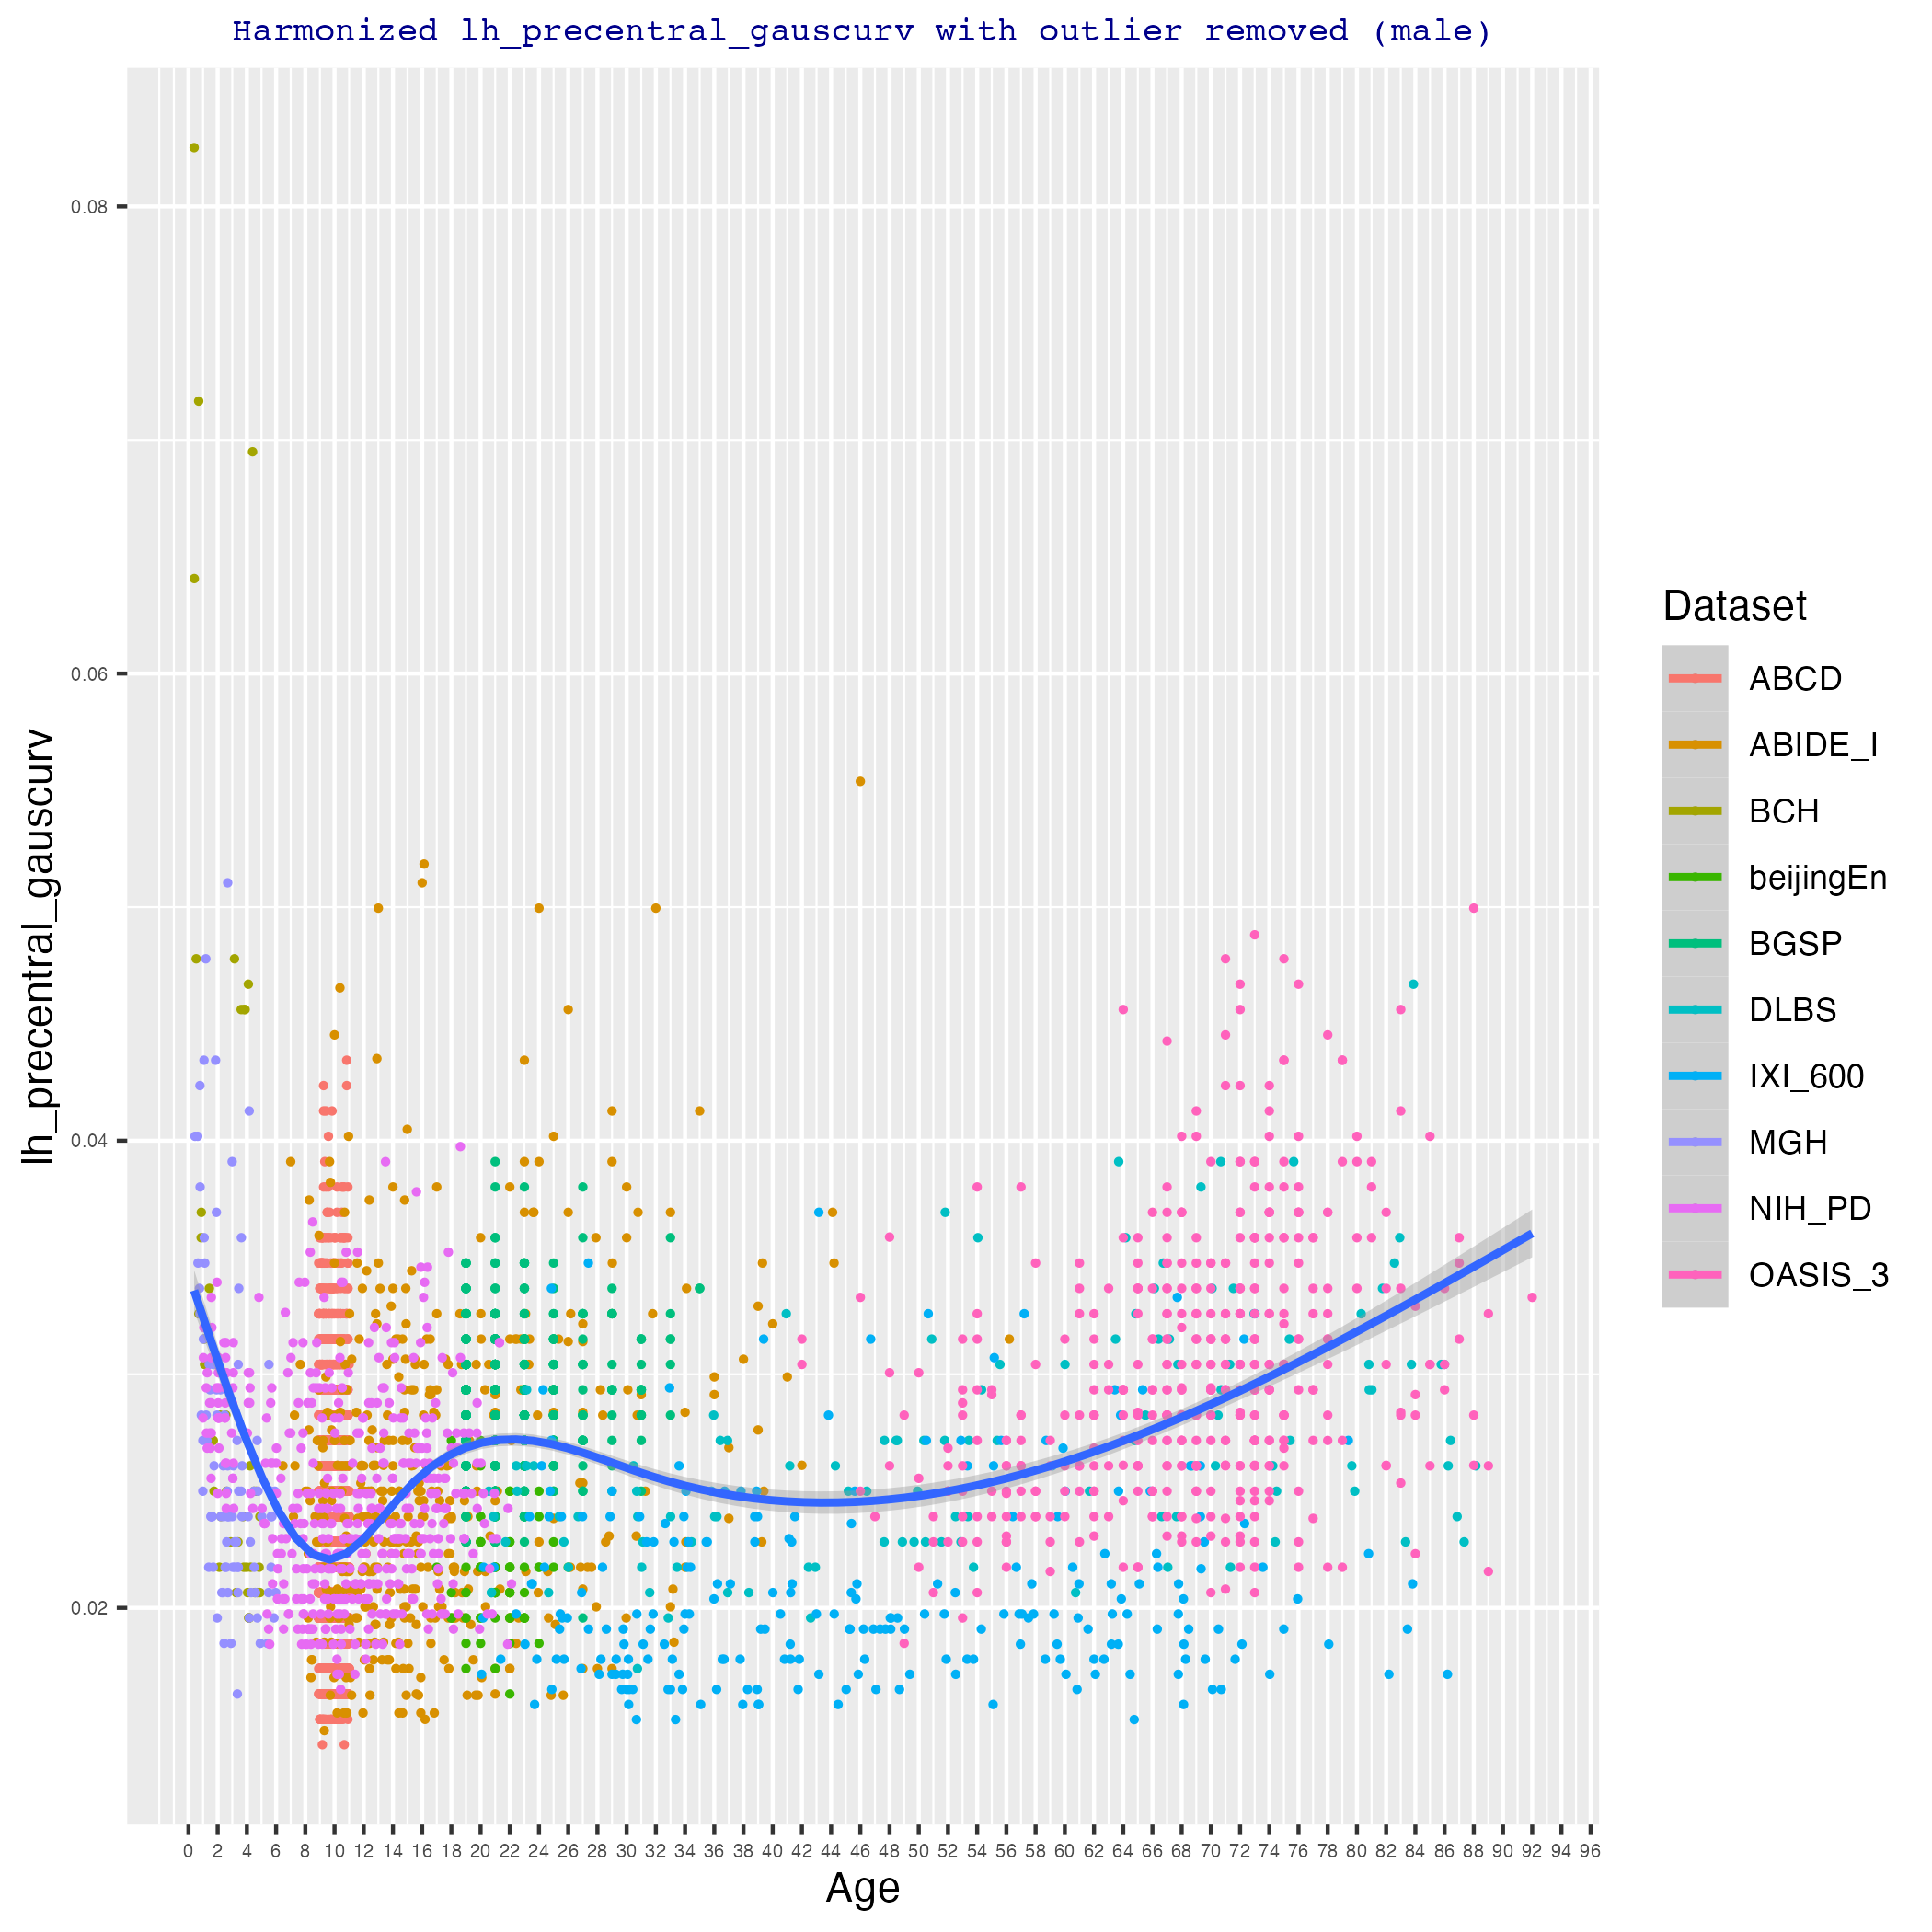 Harmonized lh_precentral_gauscurv with outlier removed (male)
lh_precentral_gauscurv
0.08
0.06
0.04
0.02
0 2 4 6 8 10 12 14 16 18 20 22 24 26 28 30 32 34 36 38 40 42 44 46 48 50 52 54 56 58 60 62 64 66 68 70 72 74 76 78 80 82 84 86 88 90 92 94 96
Age
Dataset
ABCD
ABIDE_I
BCH
beijingEn
BGSP
DLBS
IXI_600
MGH
NIH_PD
OASIS_3